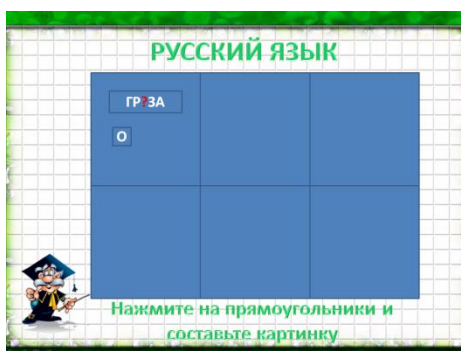 РУССКИЙ ЯЗЫК
ГР?ЗА
О
Нажмите на прямоугольники и
составьте картинку